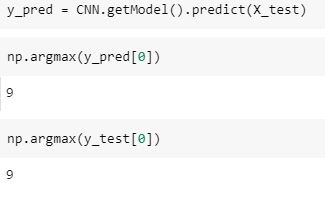 y_pred = CNN.getModel().predict(X_test)
np.argmax(y_pred[0])
9
np.argmax(y_test[0])
9